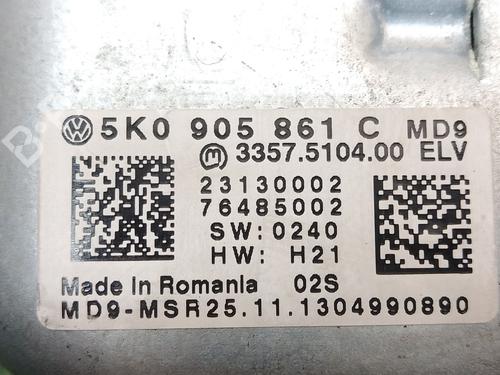 5K0 905 861 C MD9
3357.5104.00 ELV
23130002
76485002
SW:0240
HW: H21
Made In Romania 02S
MD9-MSR25.11.1304990890